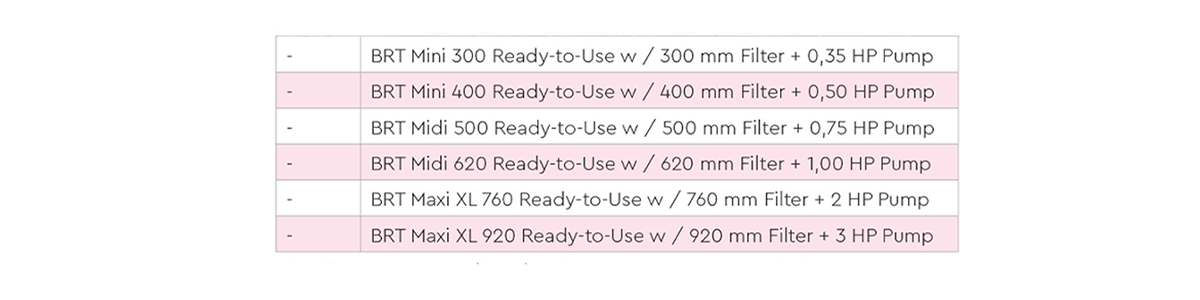 - BRT Mini 300 Ready-to-Use w / 300 mm Filter + 0,35 HP Pump
- BRT Mini 400 Ready-to-Use w / 400 mm Filter + 0,50 HP Pump
- BRT Midi 500 Ready-to-Use w / 500 mm Filter + 0,75 HP Pump
- BRT Midi 620 Ready-to-Use w / 620 mm Filter + 1,00 HP Pump
- BRT Maxi XL 760 Ready-to-Use w / 760 mm Filter + 2 HP Pump
- BRT Maxi XL 920 Ready-to-Use w / 920 mm Filter + 3 HP Pump